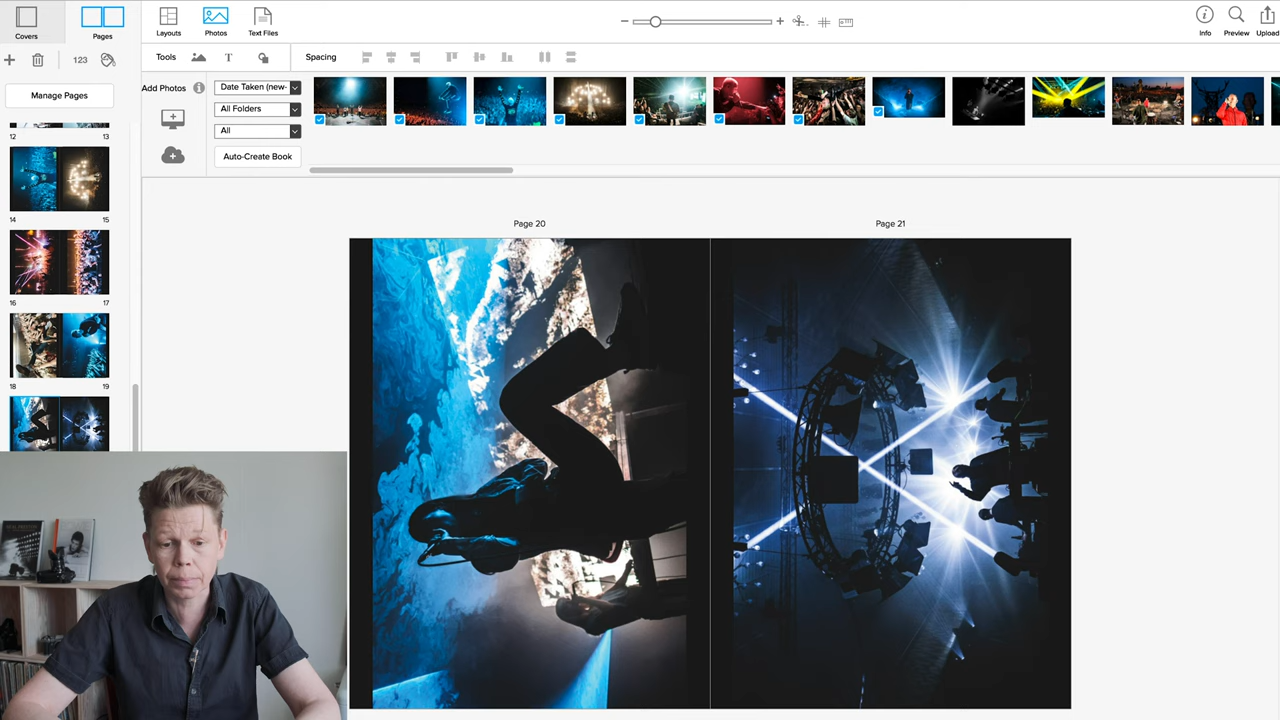 Covers
Pages
Layouts
Photos
Text Files
Info
Preview
Upload
123
Tools
T
Spacing
Manage Pages
Add Photos
Date Taken (new-
All Folders
All
Auto-Create Book
12 13
14 15
16 17
18 19
Page 20
Page 21